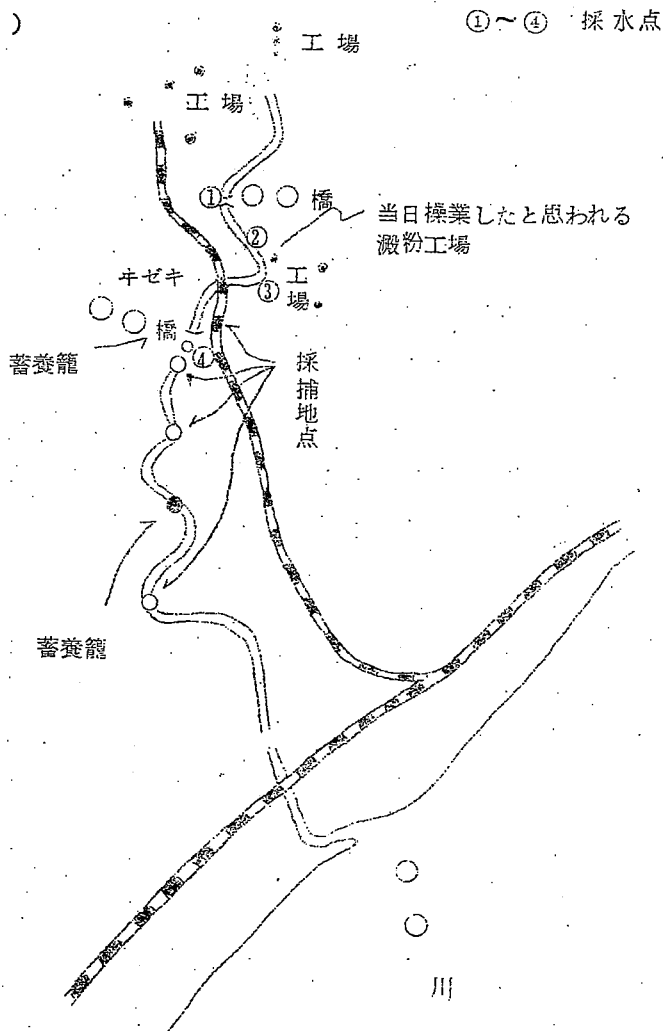 )
①~④ 採水点
工場
工場
① ○○橋
②
当日操業したと思われる
澱粉工場
工場
③
ヰゼキ
○○橋
④
蓄養籠
採捕地点
蓄養籠
○○川